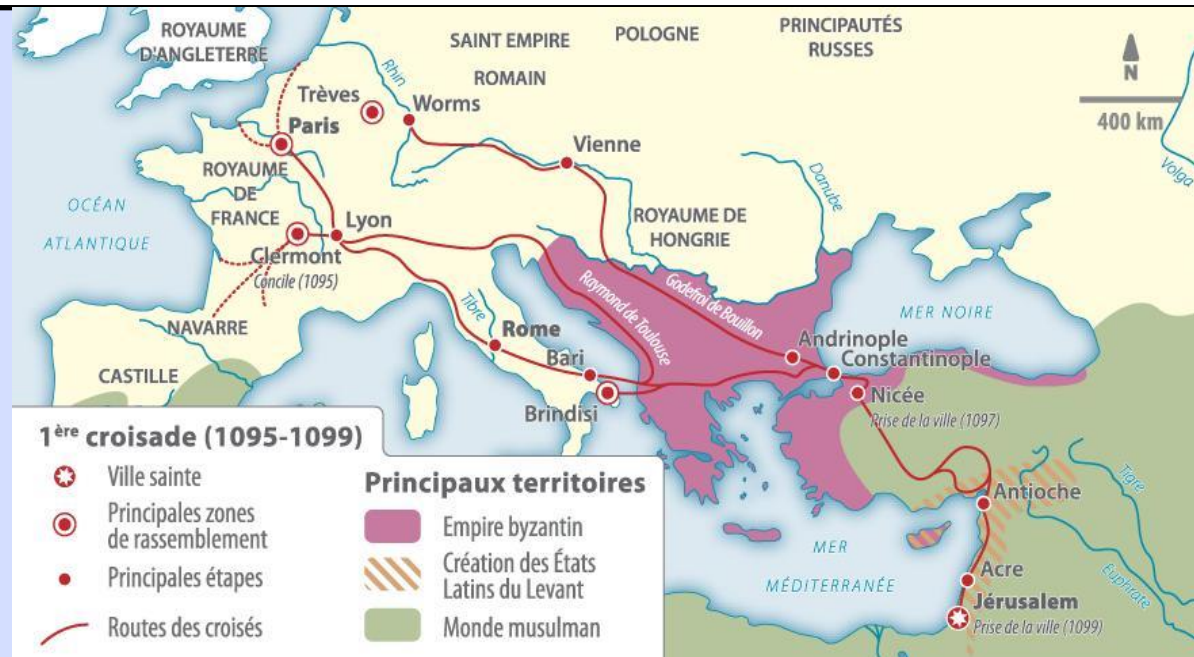 ROYAUME
D'ANGLETERRE
SAINT EMPIRE
ROMAIN
POLOGNE
PRINCIPAUTÉS
RUSSES
N
400 km
Volga
Rhin
Trèves
Worms
Paris
Vienne
Danube
ROYAUME
DE
FRANCE
OCÉAN
ATLANTIQUE
Lyon
Clermont
Concile (1095)
ROYAUME DE
HONGRIE
Godefroi de Bouillon
Raymond de Toulouse
MER NOIRE
Tibre
NAVARRE
Rome
Bari
Brindisi
Andrinople
Constantinople
Nicée
Prise de la ville (1097)
CASTILLE
Antioche
Tigre
Euphrate
MER
MÉDITERRANÉE
Acre
Jérusalem
Prise de la ville (1099)
1ère croisade (1095-1099)
Ville sainte
Principales zones
de rassemblement
Principales étapes
Routes des croisés
Principaux territoires
Empire byzantin
Création des États
Latins du Levant
Monde musulman